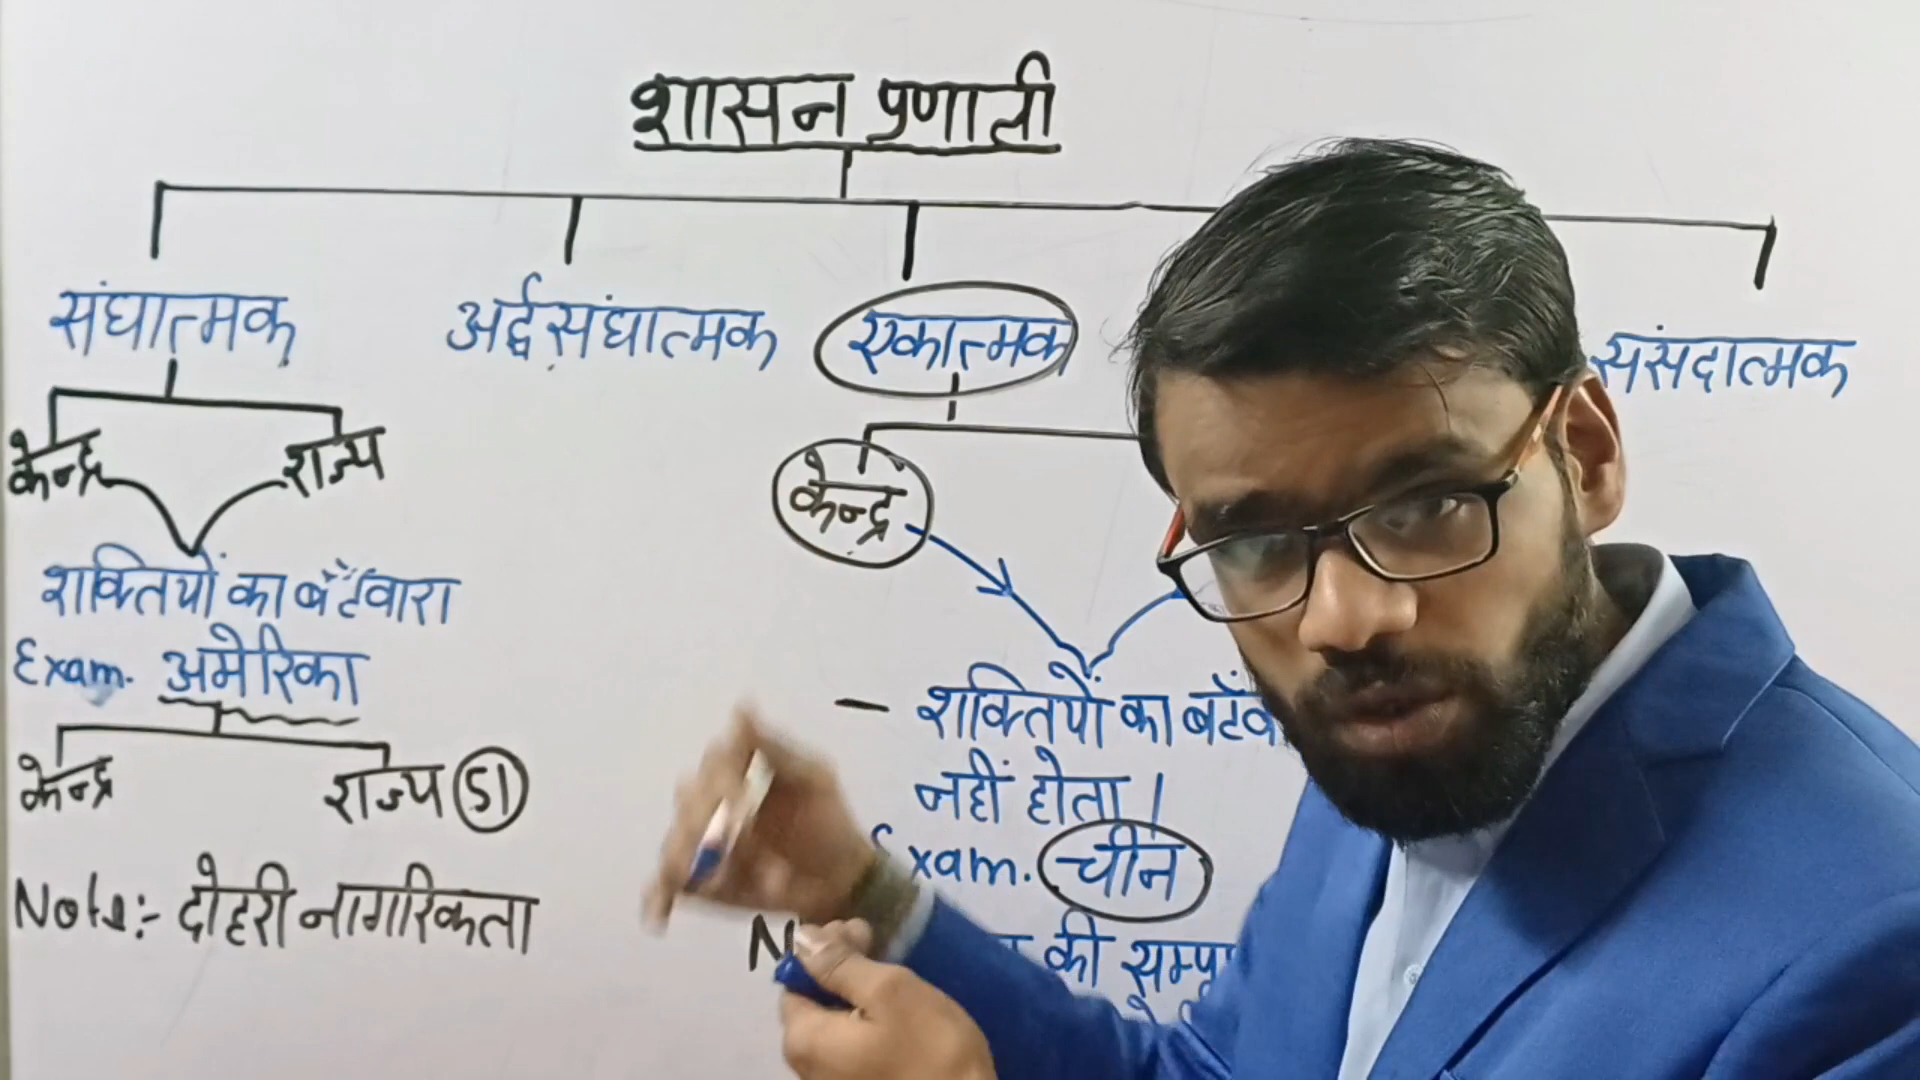 शासन प्रणाली
संघात्मक
अर्द्धसंघात्मक
एकात्मक
संसदात्मक
केन्द्र
राज्य
शक्तियों का बँटवारा
Exam. अमेरिका
केन्द्र
राज्य 51
Note:- दोहरी नागरिकता
केन्द्र
- शक्तियों का
नहीं होता।
Exam. चीन
की